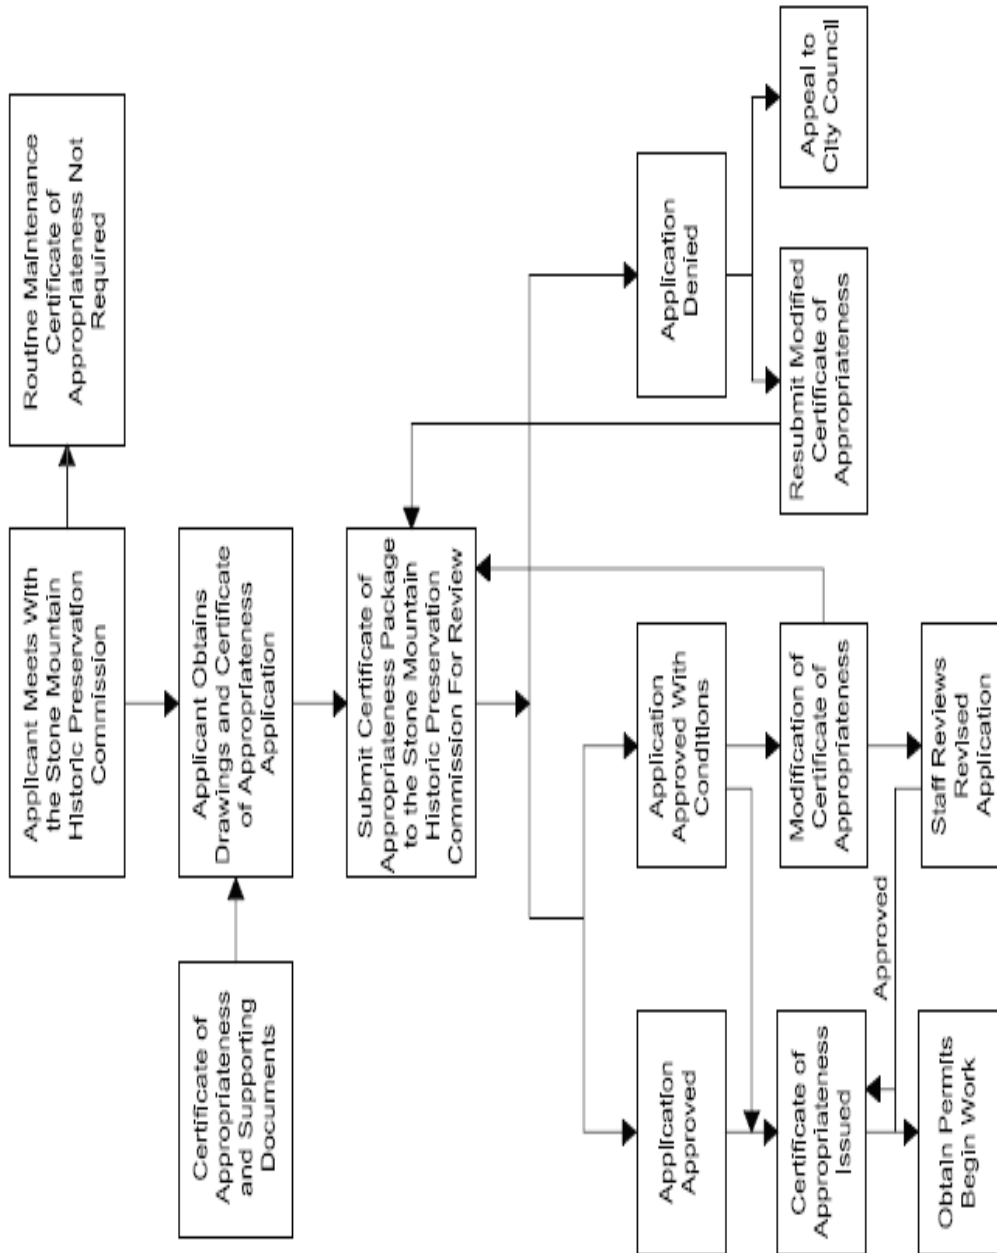 Applicant Meets With
the Stone Mountain
Historic Preservation
Commission
Routine Maintenance
Certificate of
Appropriateness Not
Required
Certificate of
Appropriateness
and Supporting
Documents
Applicant Obtains
Drawings and Certificate
of Appropriateness
Application
Submit Certificate of
Appropriateness Package
to the Stone Mountain
Historic Preservation
Commission For Review
Application
Approved
Application
Approved With
Conditions
Application
Denied
Certificate of
Appropriateness
Issued
Modification of
Certificate of
Appropriateness
Resubmit Modified
Certificate of
Appropriateness
Appeal to
City Council
Approved
Obtain Permits
Begin Work
Staff Reviews
Revised
Application